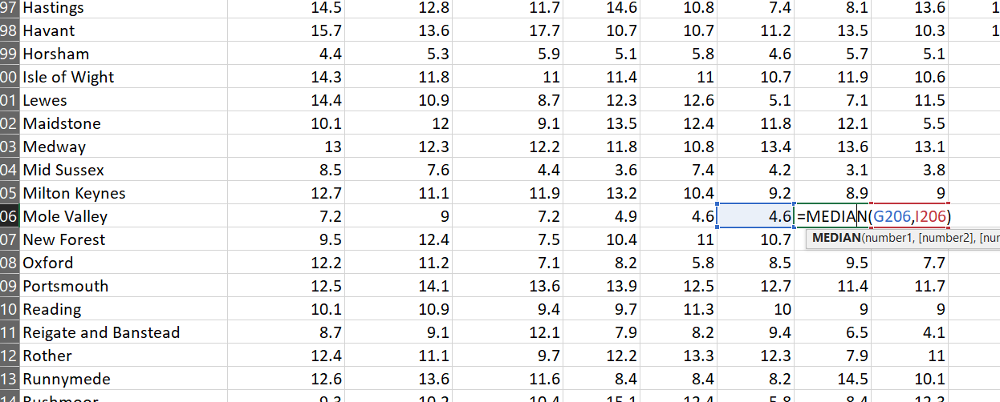 97 Hastings 14.5 12.8 11.7 14.6 10.8 7.4 8.1 13.6 1
98 Havant 15.7 13.6 17.7 10.7 10.7 11.2 13.5 10.3 1
99 Horsham 4.4 5.3 5.9 5.1 5.8 4.6 5.7 5.1
00 Isle of Wight 14.3 11.8 11 11.4 11 10.7 11.9 10.6
01 Lewes 14.4 10.9 8.7 12.3 12.6 5.1 7.1 11.5
02 Maidstone 10.1 12 9.1 13.5 12.4 11.8 12.1 5.5
03 Medway 13 12.3 12.2 11.8 10.8 13.4 13.6 13.1
04 Mid Sussex 8.5 7.6 4.4 3.6 7.4 4.2 3.1 3.8
05 Milton Keynes 12.7 11.1 11.9 13.2 10.4 9.2 8.9 9
06 Mole Valley 7.2 9 7.2 4.9 4.6 4.6 =MEDIAN(G206,I206)
07 New Forest 9.5 12.4 7.5 10.4 11 10.7 MEDIAN(number1, [number2], [nur
08 Oxford 12.2 11.2 7.1 8.2 5.8 8.5 9.5 7.7
09 Portsmouth 12.5 14.1 13.6 13.9 12.5 12.7 11.4 11.7
10 Reading 10.1 10.9 9.4 9.7 11.3 10 9 9
11 Reigate and Banstead 8.7 9.1 12.1 7.9 8.2 9.4 6.5 4.1
12 Rother 12.4 11.1 9.7 12.2 13.3 12.3 7.9 11
13 Runnymede 12.6 13.6 11.6 8.4 8.4 8.2 14.5 10.1